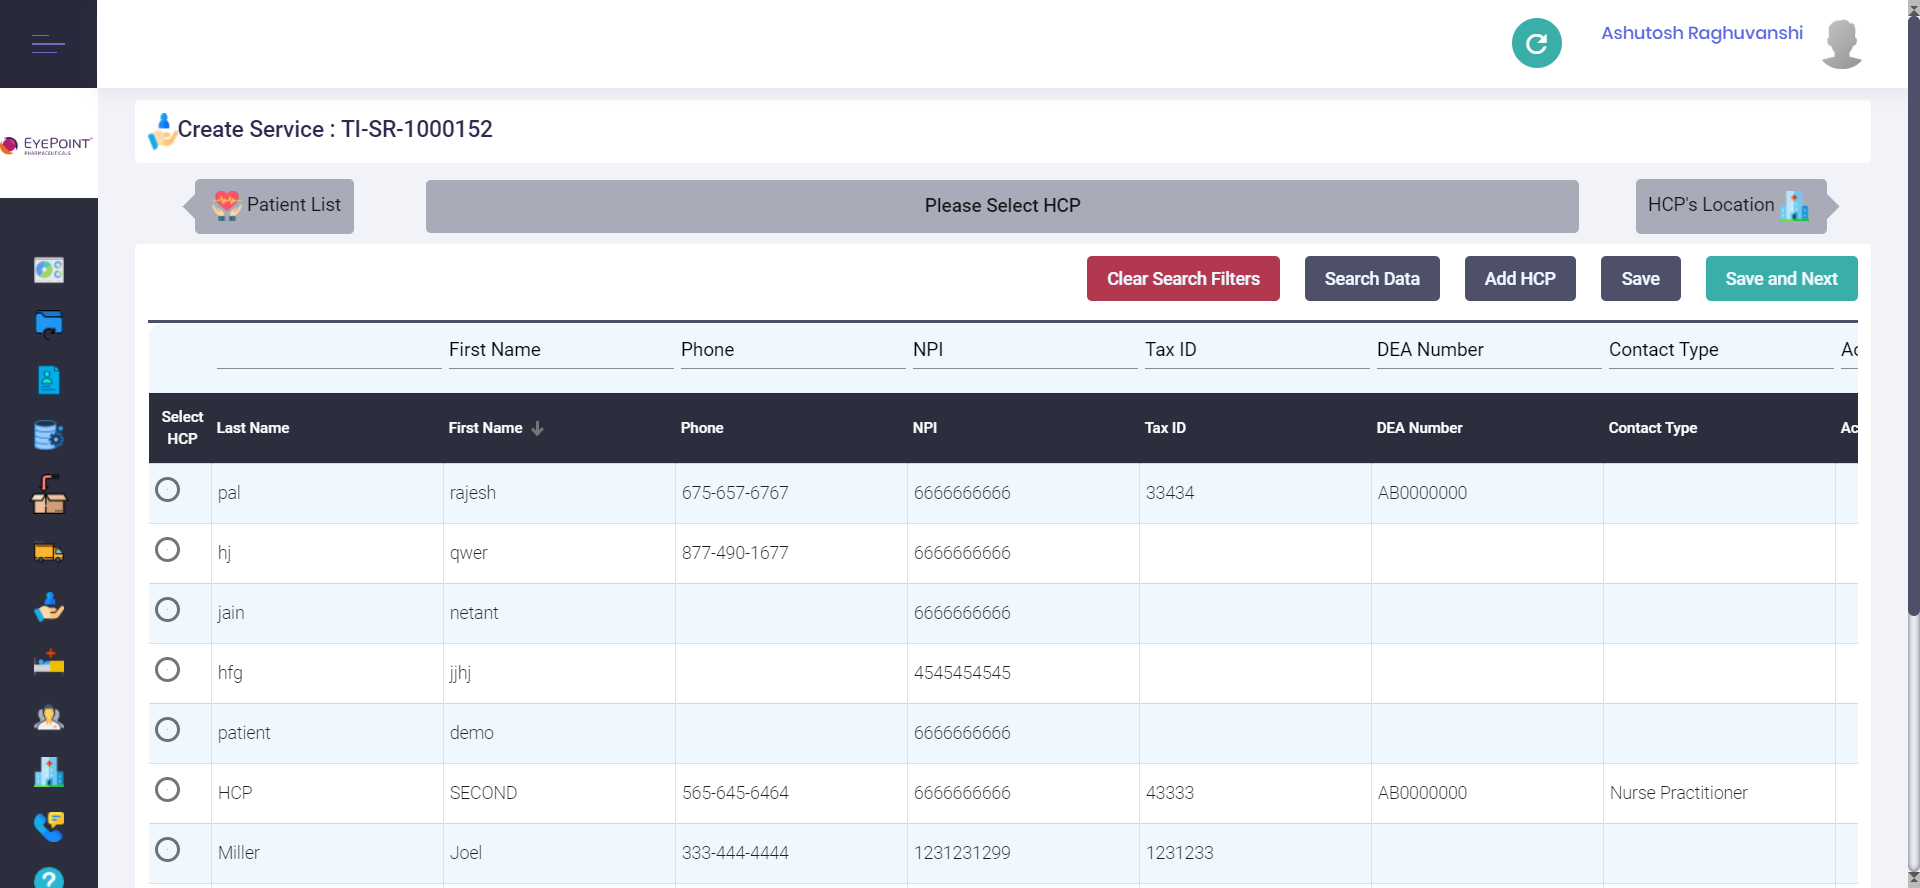 Ashutosh Raghuvanshi
EYEPOINT
PHARMACEUTICALS
Create Service : TI-SR-1000152
Patient List
Please Select HCP
HCP's Location
Clear Search Filters
Search Data
Add HCP
Save
Save and Next
First Name
Phone
NPI
Tax ID
DEA Number
Contact Type
Ac
Select HCP
Last Name
First Name
Phone
NPI
Tax ID
DEA Number
Contact Type
Ac
pal rajesh 675-657-6767 6666666666 33434 AB0000000
hj qwer 877-490-1677 6666666666
jain netant 6666666666
hfg jjhj 4545454545
patient demo 6666666666
HCP SECOND 565-645-6464 6666666666 43333 AB0000000 Nurse Practitioner
Miller Joel 333-444-4444 1231231299 1231233